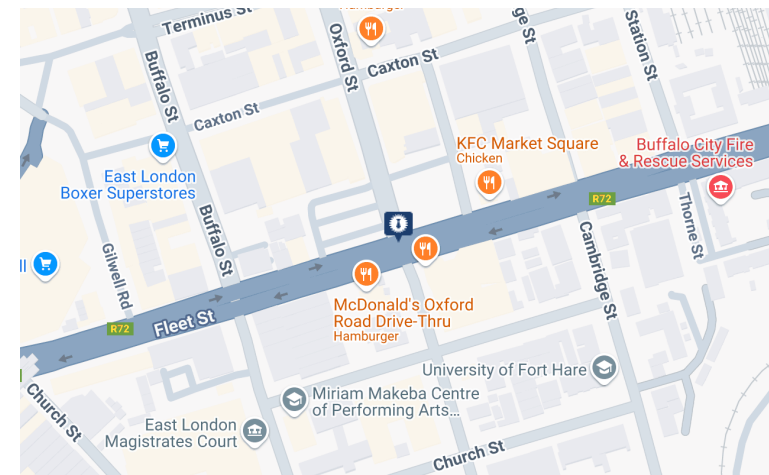 Hamburger
Terminus St
Oxford St
Station St
Buffalo St
Caxton St
Caxton St
KFC Market Square
Chicken
Buffalo City Fire
& Rescue Services
East London
Boxer Superstores
R72
Thorne St
Buffalo St
Gilwell Rd
Cambridge St
McDonald's Oxford
Road Drive-Thru
Hamburger
Fleet St
R72
University of Fort Hare
Miriam Makeba Centre
of Performing Arts...
Church St
East London
Magistrates Court
Church St